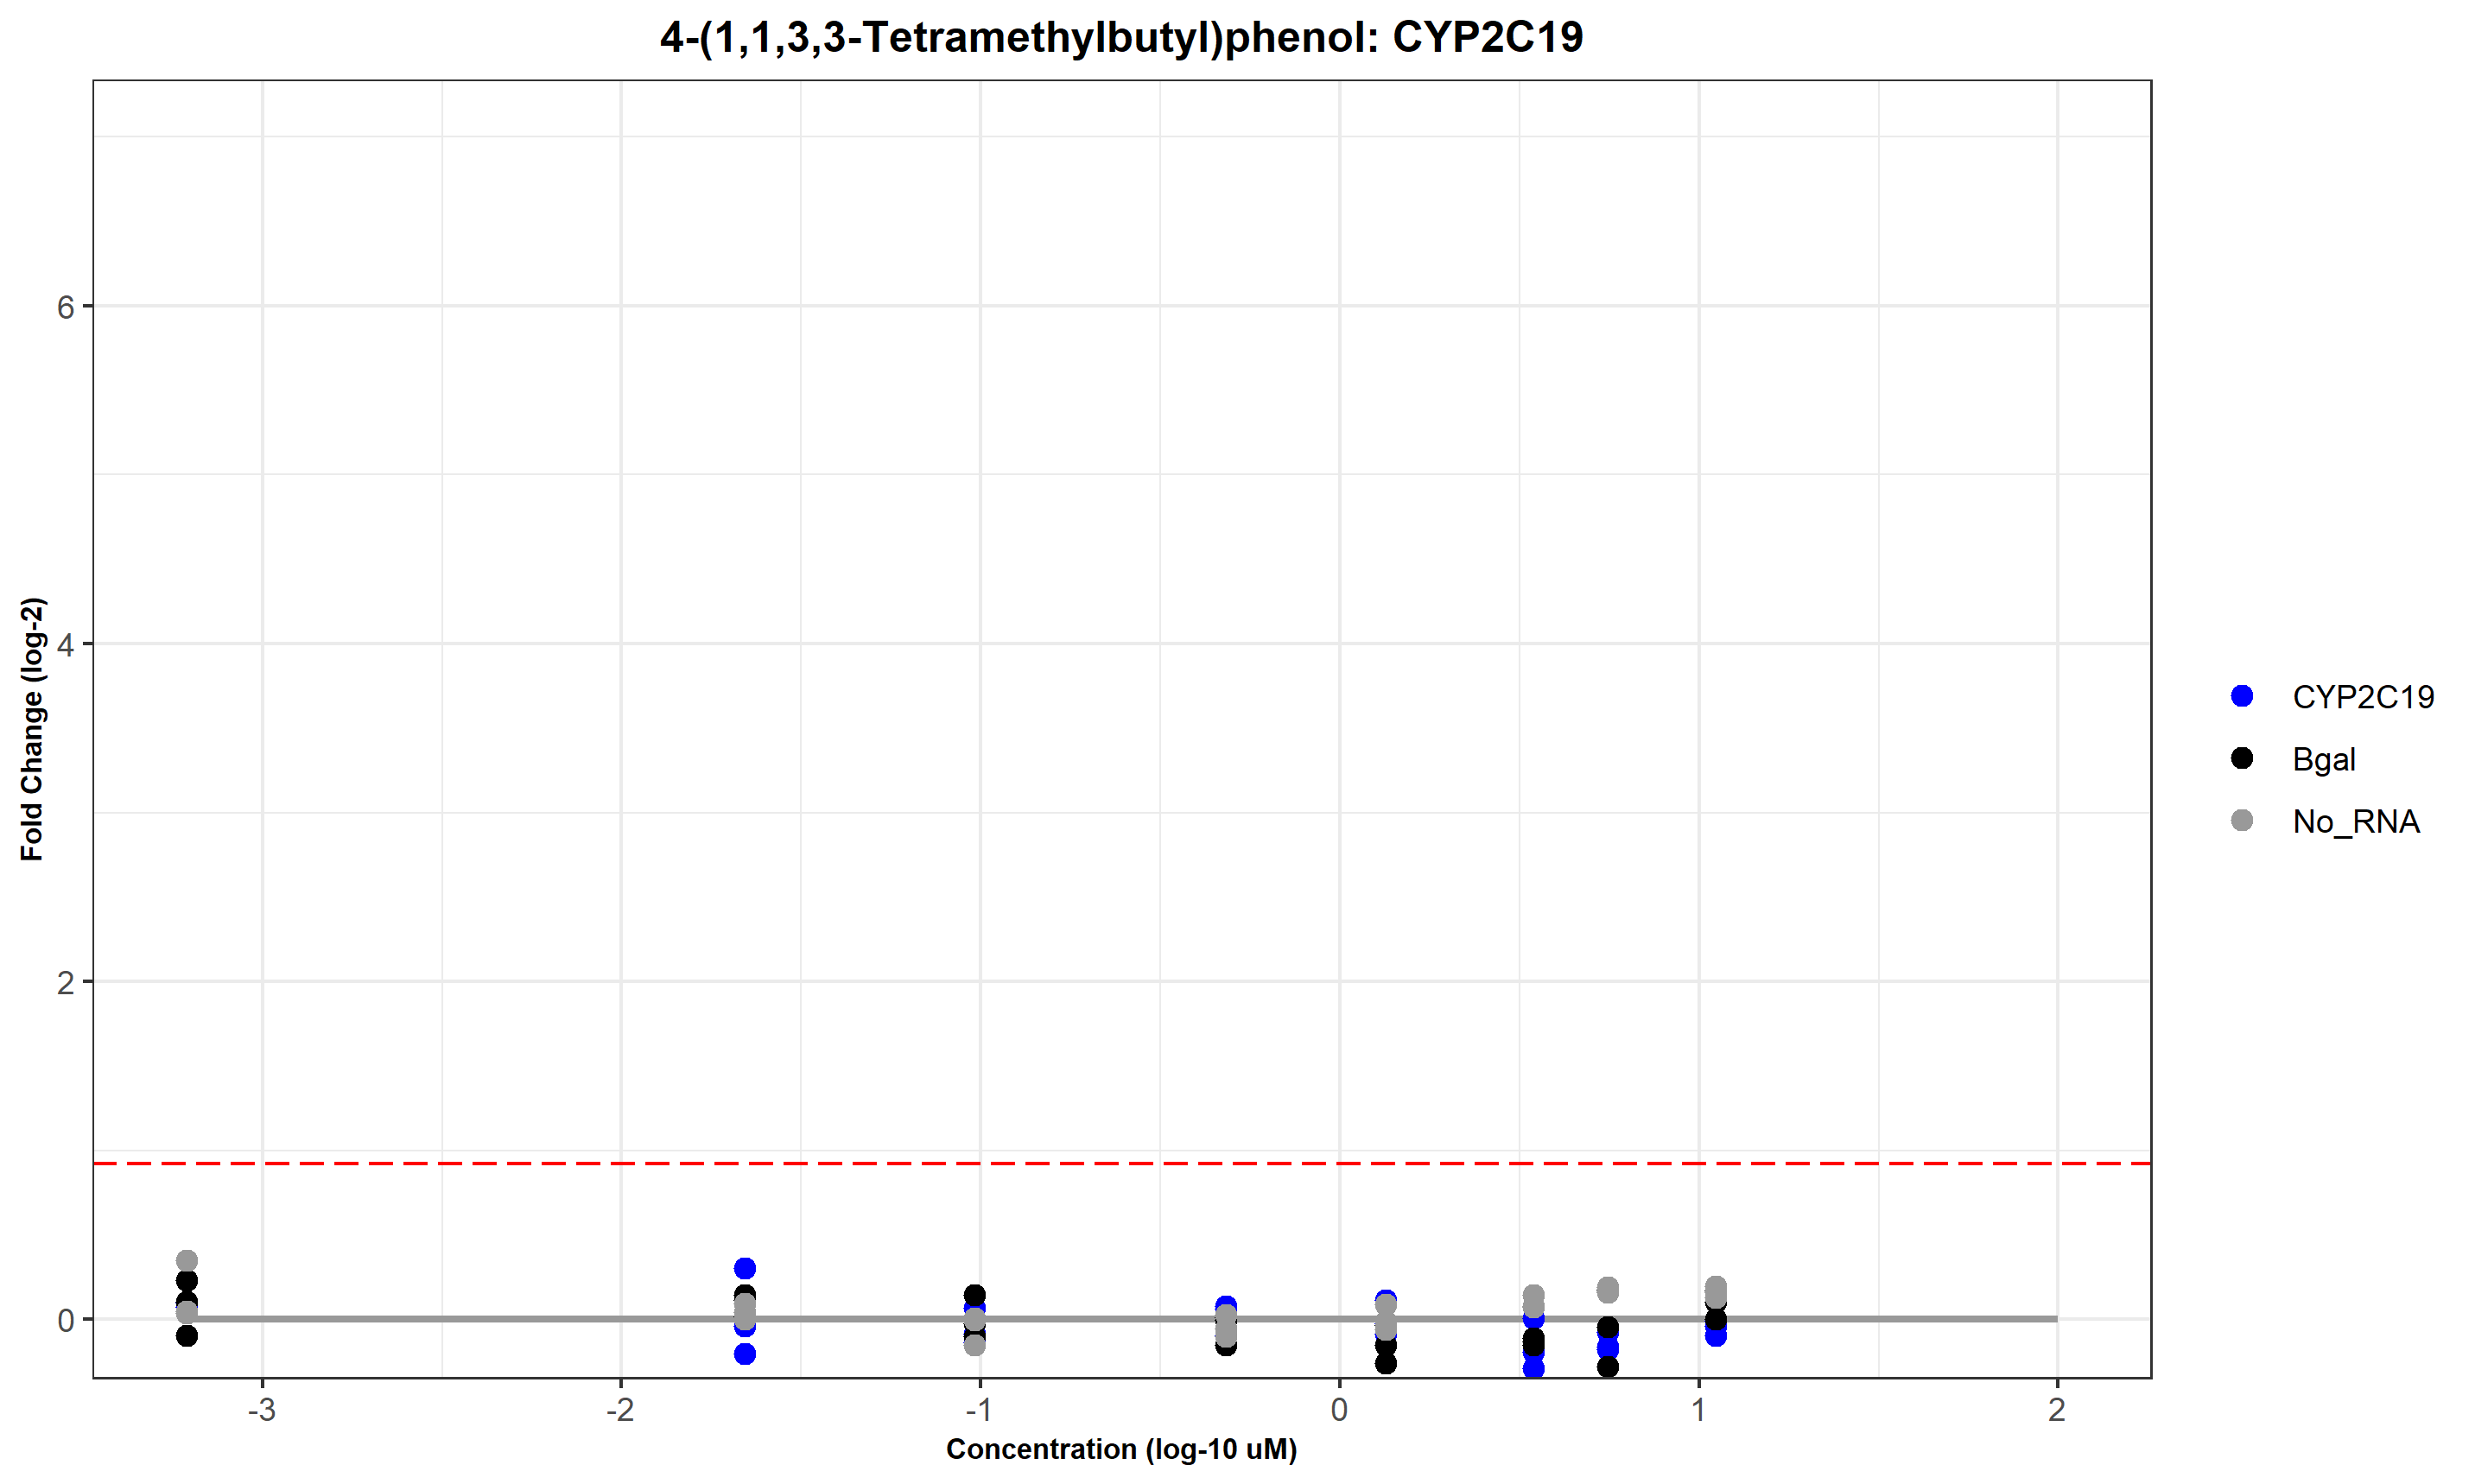 4-(1,1,3,3-Tetramethylbutyl)phenol: CYP2C19
Fold Change (log-2)
6
4
2
0
-3
-2
-1
0
1
2
Concentration (log-10 uM)
CYP2C19
Bgal
No_RNA